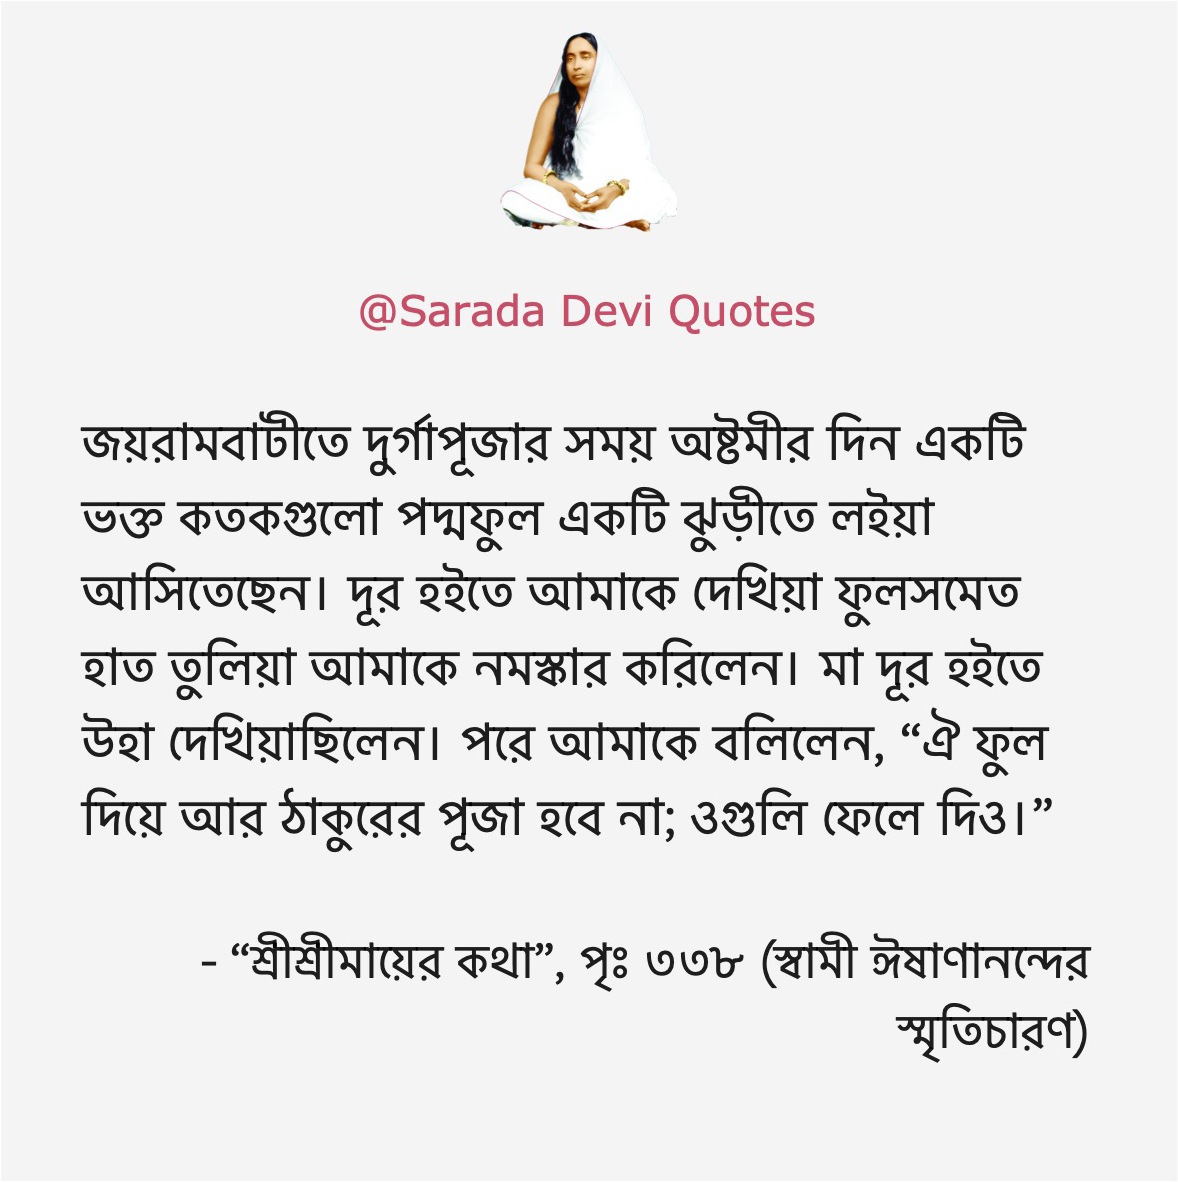 @Sarada Devi Quotes
জয়রামবাটীতে দুর্গাপূজার সময় অষ্টমীর দিন একটি
ভক্ত কতকগুলো পদ্মফুল একটি ঝুড়ীতে লইয়া
আসিতেছেন। দূর হইতে আমাকে দেখিয়া ফুলসমেত
হাত তুলিয়া আমাকে নমস্কার করিলেন। মা দূর হইতে
উহা দেখিয়াছিলেন। পরে আমাকে বলিলেন, “ঐ ফুল
দিয়ে আর ঠাকুরের পূজা হবে না; ওগুলি ফেলে দিও।”
- “শ্রীশ্রীমায়ের কথা”, পৃঃ ৩৩৮ (স্বামী ঈষাণানন্দের
স্মৃতিচারণ)